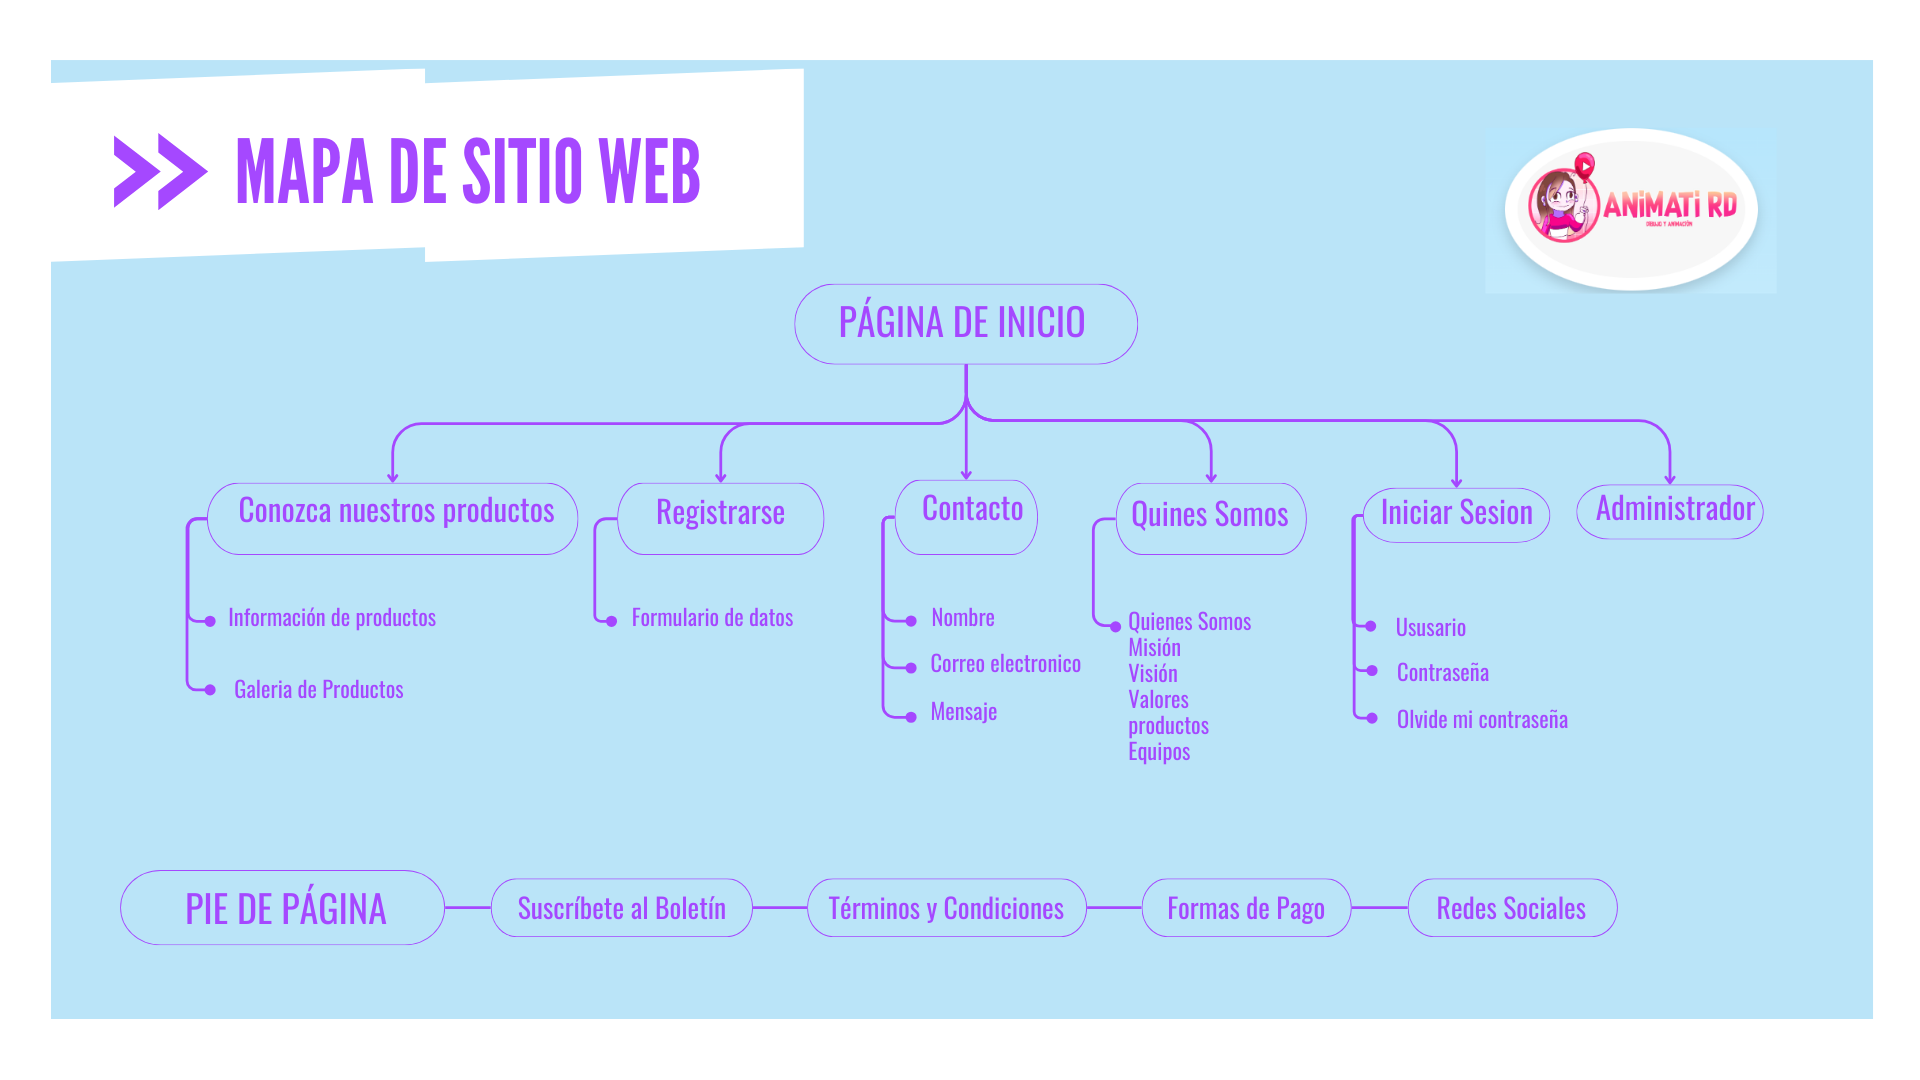 MAPA DE SITIO WEB
ANiMATi RD
DIBUJO Y ANIMACIÓN
PÁGINA DE INICIO
Conozca nuestros productos
Información de productos
Galeria de Productos
Registrarse
Formulario de datos
Contacto
Nombre
Correo electronico
Mensaje
Quines Somos
Quienes Somos
Misión
Visión
Valores
productos
Equipos
Iniciar Sesion
Ususario
Contraseña
Olvide mi contraseña
Administrador
PIE DE PÁGINA
Suscríbete al Boletín
Términos y Condiciones
Formas de Pago
Redes Sociales